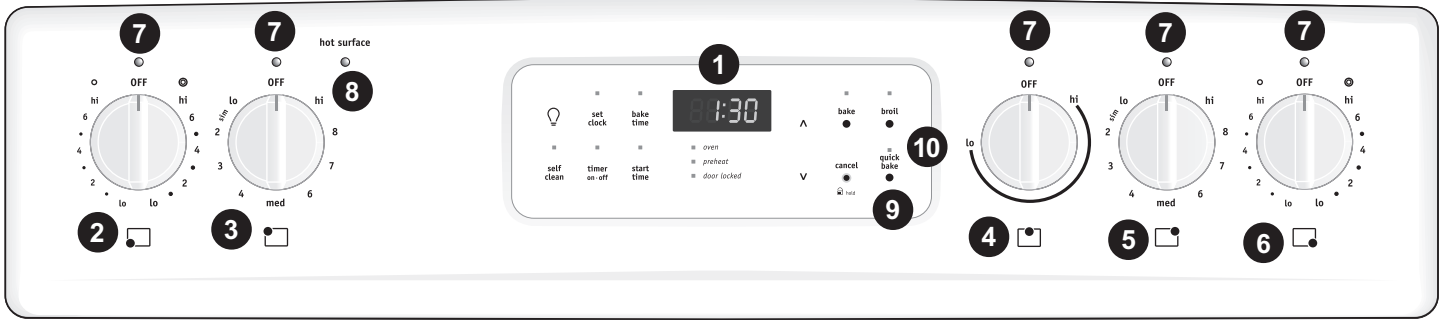 7
7
hot surface
8
OFF
hi
hi
6
6
4
4
2
2
lo
lo
2
OFF
lo
hi
sim
2
8
3
7
4
6
med
3
1
1:30
set clock
bake time
self clean
timer on-off
start time
oven
preheat
door locked
bake
broil
10
cancel
hold
quick bake
9
7
OFF
hi
lo
4
7
OFF
lo
hi
sim
2
8
3
7
4
6
med
5
7
OFF
hi
hi
6
6
4
4
2
2
lo
lo
6